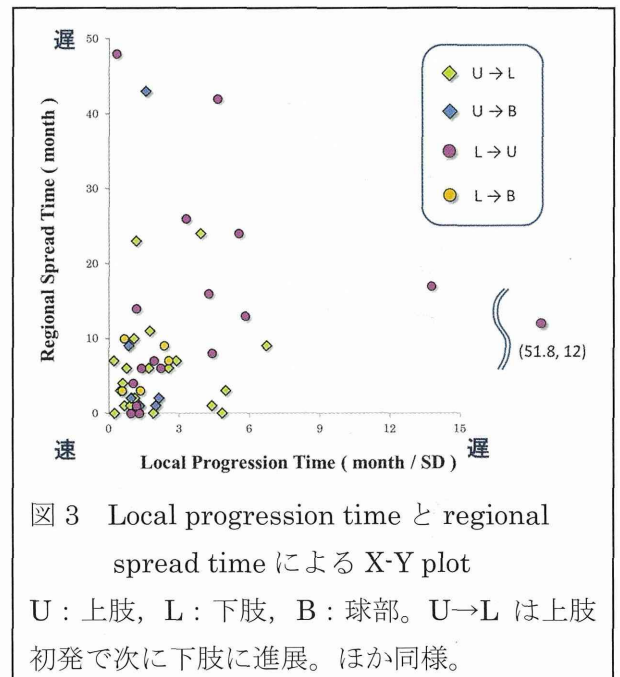 遅
50
40
30
20
10
0
Regional Spread Time ( month )
U → L
U → B
L → U
L → B
(51.8, 12)
0 3 6 9 12 15
速
Local Progression Time ( month / SD )
遅
図 3 Local progression time と regional
spread time による X-Y plot
U：上肢，L：下肢，B：球部。U→L は上肢
初発で次に下肢に進展。ほか同様。